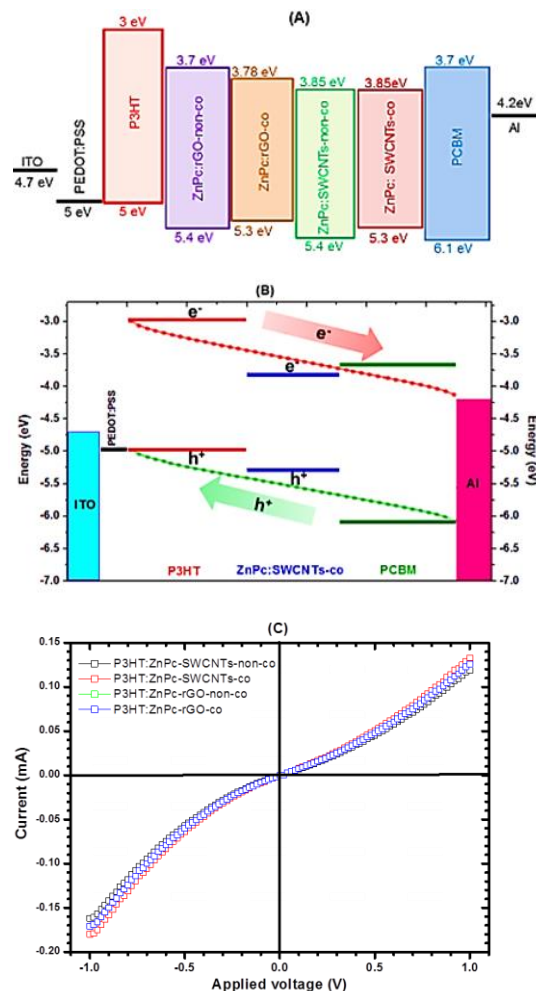 (A)
3 eV
3.7 eV
3.78 eV
3.85 eV
3.85eV
3.7 eV
4.2eV
Al
ITO
4.7 eV
PEDOT:PSS
5 eV
P3HT
5 eV
ZnPc:rGO-non-co
5.4 eV
ZnPc:rGO-co
5.3 eV
ZnPc:SWCNTs-non-co
5.4 eV
ZnPc: SWCNTs-co
5.3 eV
PCBM
6.1 eV
(B)
Energy (eV)
-3.0
-3.5
-4.0
-4.5
-5.0
-5.5
-6.0
-6.5
-7.0
e-
e-
e-
PEDOT:PSS
h+
h+
h+
ITO
Al
P3HT
ZnPc:SWCNTs-co
PCBM
-3.0
-3.5
-4.0
-4.5
-5.0
-5.5
-6.0
-6.5
-7.0
Energy (eV)
(C)
P3HT:ZnPc-SWCNTs-non-co
P3HT:ZnPc-SWCNTs-co
P3HT:ZnPc-rGO-non-co
P3HT:ZnPc-rGO-co
Current (mA)
0.15
0.10
0.05
0.00
-0.05
-0.10
-0.15
-0.20
-1.0
-0.5
0.0
0.5
1.0
Applied voltage (V)